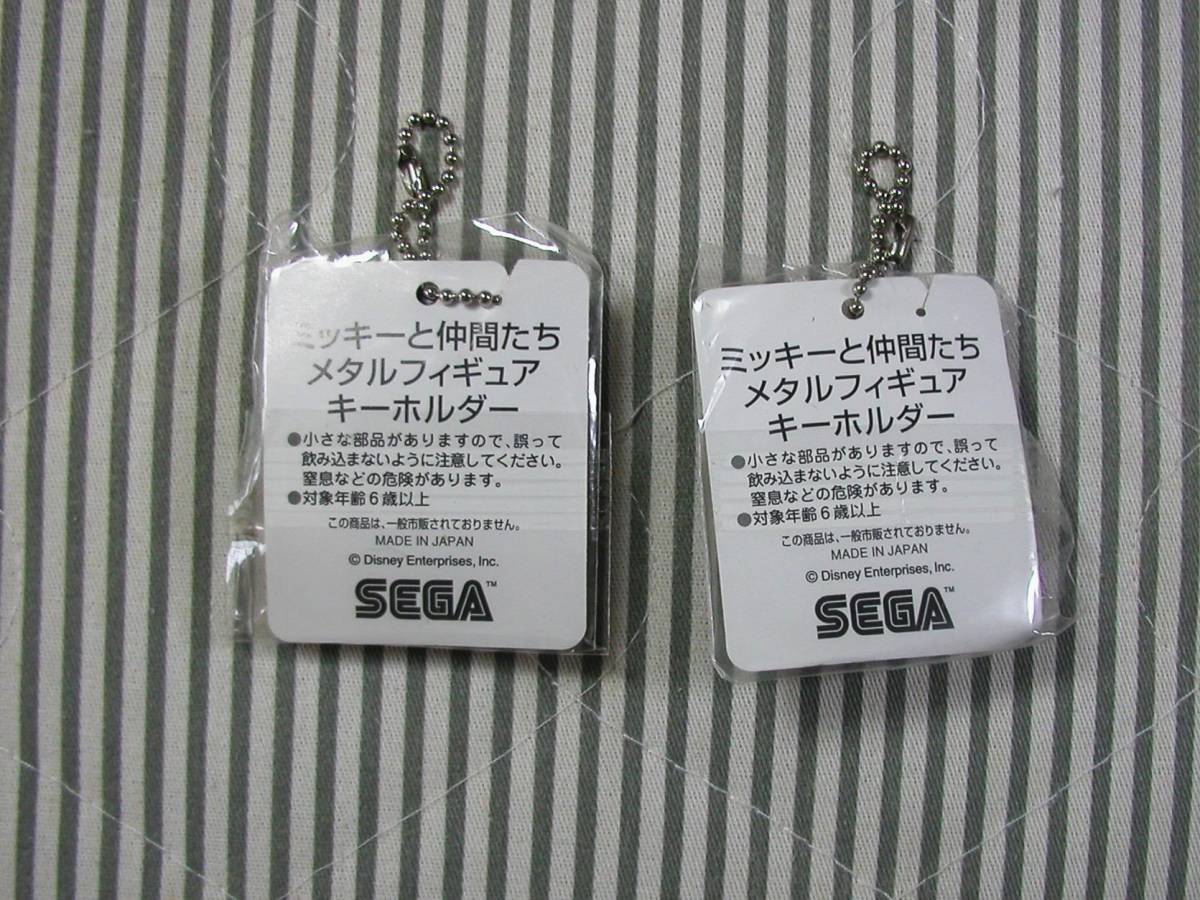 ミッキーと仲間たち
メタルフィギュア
キーホルダー
●小さな部品がありますので、誤って
飲み込まないように注意してください。
窒息などの危険があります。
●対象年齢6歳以上
この商品は、一般市販されておりません。
MADE IN JAPAN
© Disney Enterprises, Inc.
SEGA™
ミッキーと仲間たち
メタルフィギュア
キーホルダー
●小さな部品がありますので、誤って
飲み込まないように注意してください。
窒息などの危険があります。
●対象年齢6歳以上
この商品は、一般市販されておりません。
MADE IN JAPAN
© Disney Enterprises, Inc.
SEGA™